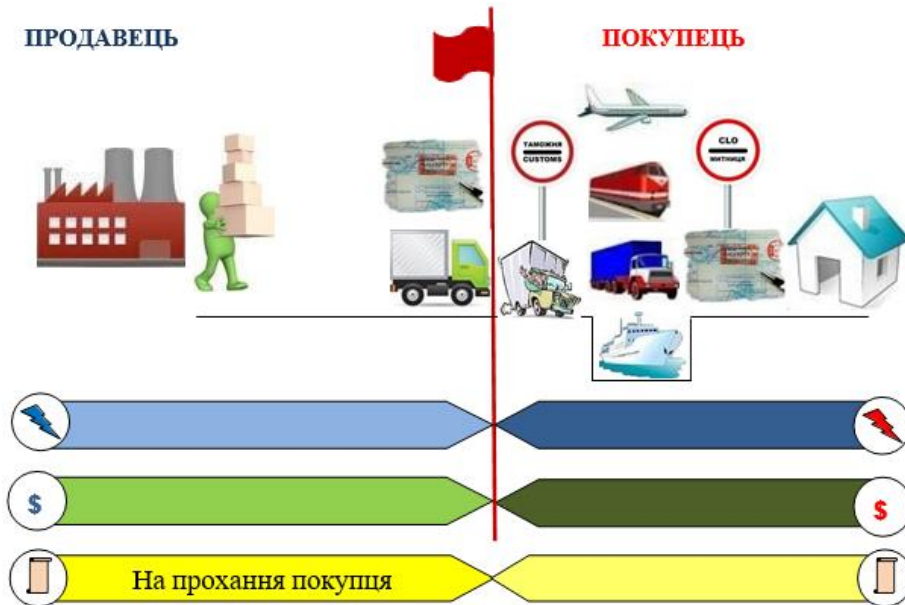 ПРОДАВЕЦЬ
ПОКУПЕЦЬ
ТАМОЖНЯ
CUSTOMS
CLO
МИТНИЦЯ
$
$
На прохання покупця